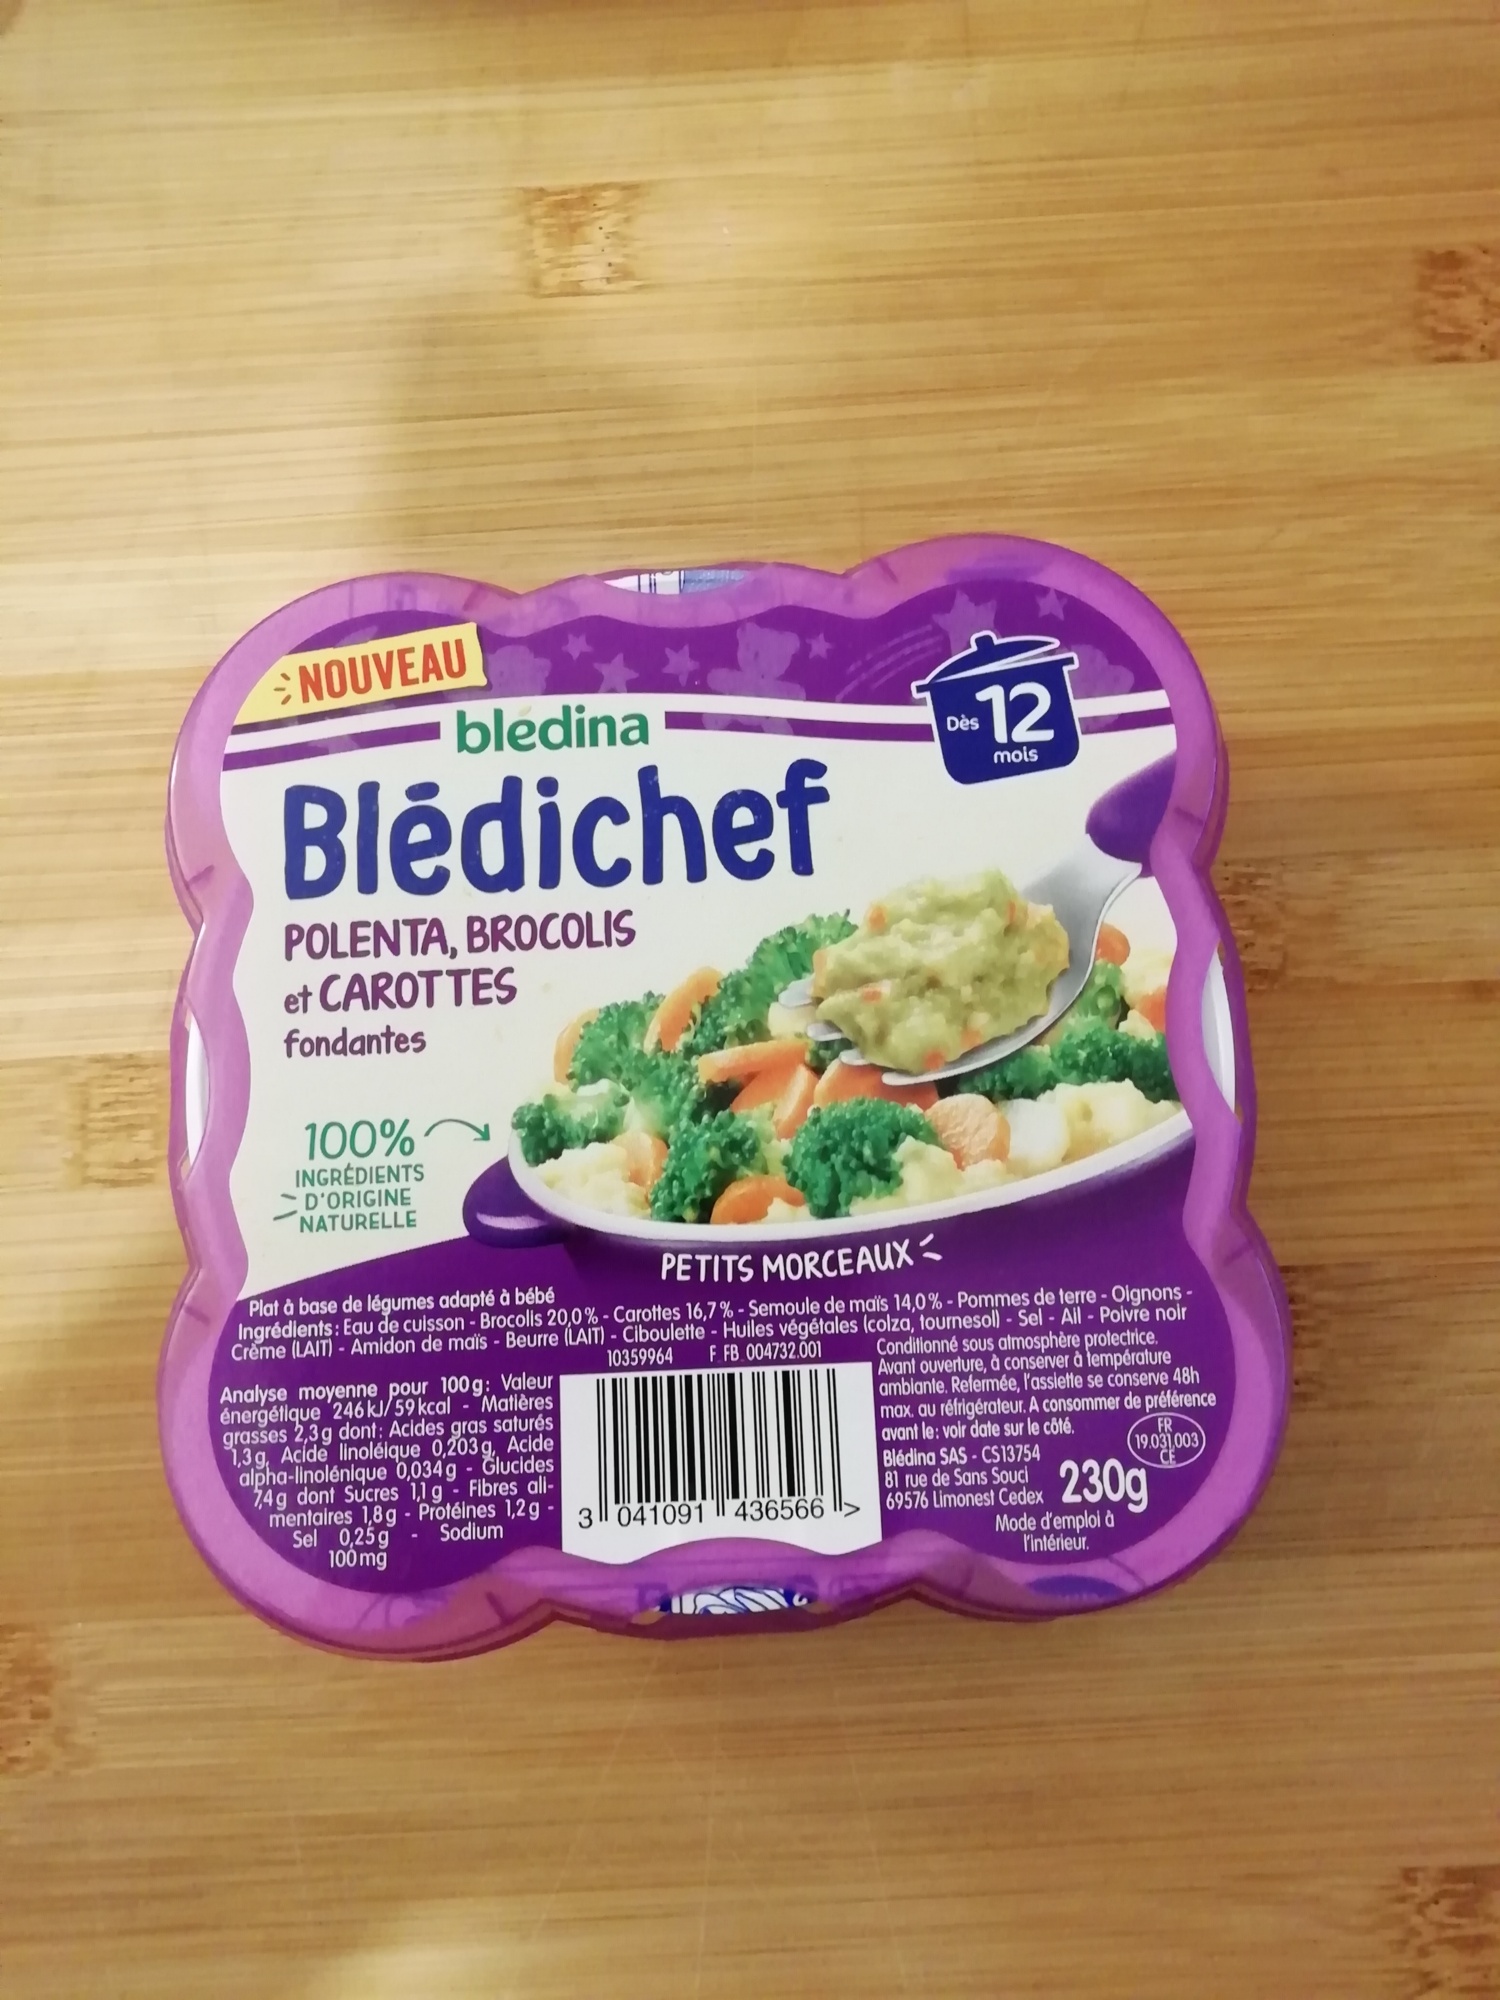 NOUVEAU
blédina
Dès 12 mois
Blédichef
POLENTA, BROCOLIS
et CAROTTES
fondantes
100%
INGRÉDIENTS
D'ORIGINE
NATURELLE
PETITS MORCEAUX
Plat à base de légumes adapté à bébé
Ingrédients: Eau de cuisson - Brocolis 20,0% - Carottes 16,7% - Semoule de maïs 14,0% - Pommes de terre - Oignons -
Crème (LAIT) - Amidon de maïs - Beurre (LAIT) - Ciboulette - Huiles végétales (colza, tournesol) - Sel - Ail - Poivre noir
10359964 F FB 004732.001
Analyse moyenne pour 100g: Valeur
énergétique 246kJ/59kcal - Matières
grasses 2,3g dont: Acides gras saturés
1,3g, Acide linoléique 0,203g, Acide
alpha-linolénique 0,034g - Glucides
7,4g dont Sucres 1,1g - Fibres ali-
mentaires 1,8g - Protéines 1,2g -
Sel 0,25g - Sodium
100mg
3 041091 436566 >
Conditionné sous atmosphère protectrice.
Avant ouverture, à conserver à température
ambiante. Refermée, l'assiette se conserve 48h
max. au réfrigérateur. A consommer de préférence
avant le: voir date sur le côté.
FR
19.031.003
CE
Blédina SAS - CS13754
81 rue de Sans Souci
69576 Limonest Cedex
230g
Mode d'emploi à
l'intérieur.